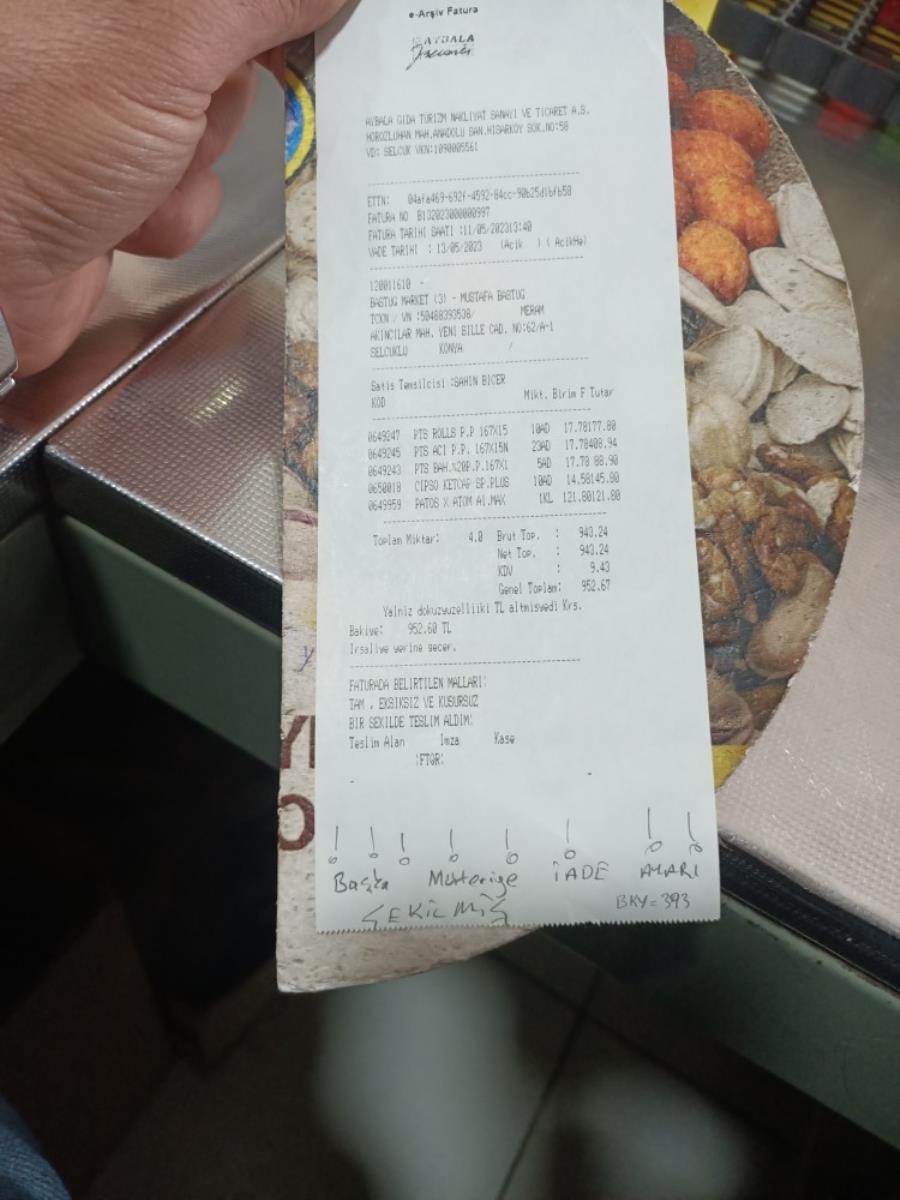 e-Arşiv Fatura
AYBALA
AYBALA GIDA TURIZM NAKLIYAT SANAYI VE TICARET A.S.
HOROZLUHAN MAH.ANADOLU SAN.HISARKOY SOK.NO:50
VD: SELCUK VKN:1090005561
ETTN: 04afa469-692f-4592-84cc-90b25d1bfb58
FATURA NO B132023000000997
FATURA TARIHI SAATI :11/05/202313:40
VADE TARIHI : 13/05/2023 (Acik ) ( AcikHe)
120011610 -
BASTUG MARKET (3) - MUSTAFA BASTUG
TCKN / VN :50488393538/ MERAM
AKINCILAR MAH. YENI BILLE CAD. NO:62/A-1
SELCUKLU KONYA /
Satis Temsilcisi :SAHIN BICER
KOD Mikt. Birim F Tutar
0649247 PTS ROLLS P.P 167X15 10AD 17.78177.80
0649245 PTS ACI P.P. 167X15N 23AD 17.78408.94
0649243 PTS BAH.%20P.P.167X1 5AD 17.78 88.90
0650018 CIPSO KETCAP SP.PLUS 10AD 14.58145.80
0649959 PATOS X ATOM A1.MAX 1KL 121.80121.80
Toplam Miktar: 4.0 Brut Top. : 943.24
Net Top. : 943.24
KDV : 9.43
Genel Toplam: 952.67
Yalniz dokuzyuzelliiki TL altmisyedi Krs.
Bakiye: 952.60 TL
Irsaliye yerine gecer.
FATURADA BELIRTILEN MALLARI:
TAM , EKSIKSIZ VE KUSURSUZ
BIR SEKILDE TESLIM ALDIM:
Teslim Alan Imza Kase
:FTGR:
! ! ! ! ! ! ! !
Başka Müşteriye İADE AYARI
ÇEKİLMİŞ BKY=393